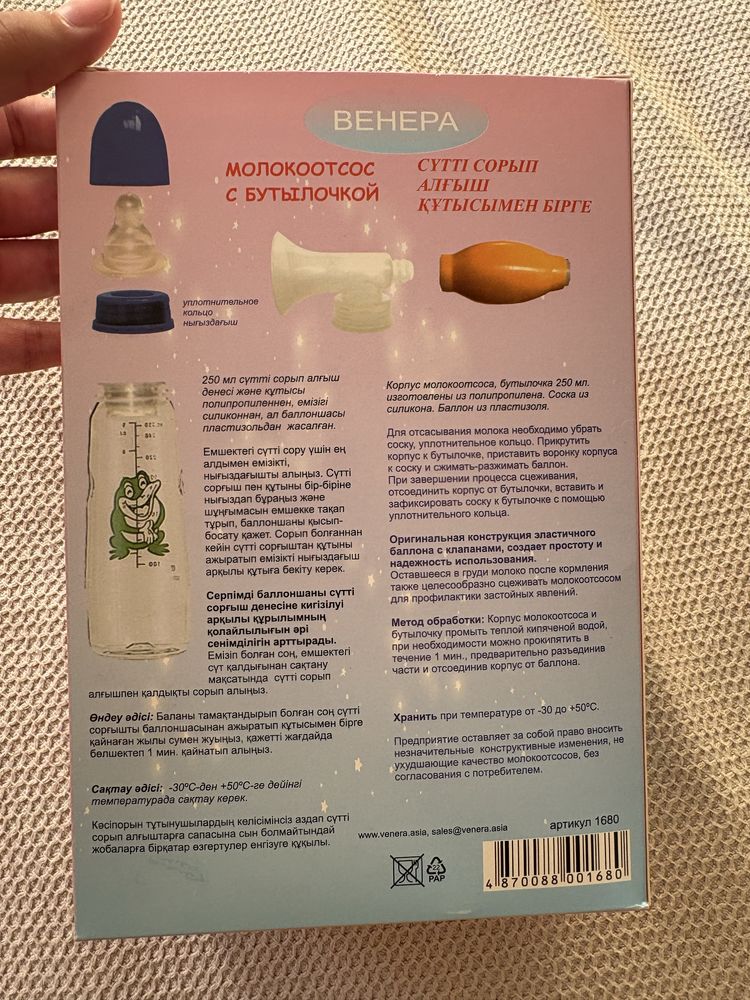 ВЕНЕРА
МОЛОКООТСОС
С БУТЫЛОЧКОЙ
СҮТТІ СОРЫП
АЛҒЫШ
ҚҰТЫСЫМЕН БІРГЕ
уплотнительное
кольцо
нығыздағыш
250 мл сүтті сорып алғыш
денесі және құтысы
полипропиленнен, емізігі
силиконнан, ал баллоншасы
пластизольдан жасалған.
Емшектегі сүтті сору үшін ең
алдымен емізікті,
нығыздағышты алыңыз. Сүтті
сорғыш пен құтыны бір-біріне
нығыздап бұраңыз және
шұңғымасын емшекке тақап
тұрып, баллоншаны қысып-
босату қажет. Сорып болғаннан
кейін сүтті сорғыштан құтыны
ажыратып емізікті нығыздағыш
арқылы құтыға бекіту керек.
Серпімді баллоншаны сүтті
сорғыш денесіне кигізілуі
арқылы құрылымның
қолайлылығын әрі
сенімділігін арттырады.
Емізіп болған соң, емшектегі
сүт қалдығынан сақтану
мақсатында сүтті сорып
алғышпен қалдықты сорып алыңыз.
Өндеу әдісі: Баланы тамақтандырып болған соң сүтті
сорғышты баллоншасынан ажыратып құтысымен бірге
қайнаған жылы сумен жуыңыз, қажетті жағдайда
бөлшектеп 1 мин. қайнатып алыңыз.
Сақтау әдісі: -30ºС-ден +50ºС-ге дейінгі
температурада сақтау керек.
Кәсіпорын тұтынушылардың келісімінсіз аздап сүтті
сорып алғыштарға сапасына сын болмайтындай
жобаларға бірқатар өзгертулер енгізуге құқылы.
Корпус молокоотсоса, бутылочка 250 мл.
изготовлены из полипропилена. Соска из
силикона. Баллон из пластизоля.
Для отсасывания молока необходимо убрать
соску, уплотнительное кольцо. Прикрутить
корпус к бутылочке, приставить воронку корпуса
к соску и сжимать-разжимать баллон.
При завершении процесса сцеживания,
отсоединить корпус от бутылочки, вставить и
зафиксировать соску к бутылочке с помощью
уплотнительного кольца.
Оригинальная конструкция эластичного
баллона с клапанами, создает простоту и
надежность использования.
Оставшееся в груди молоко после кормления
также целесообразно сцеживать молокоотсосом
для профилактики застойных явлений.
Метод обработки: Корпус молокоотсоса и
бутылочку промыть теплой кипяченой водой,
при необходимости можно прокипятить в
течение 1 мин., предварительно разъединив
части и отсоединив корпус от баллона.
Хранить при температуре от -30 до +50ºС.
Предприятие оставляет за собой право вносить
незначительные конструктивные изменения, не
ухудшающие качество молокоотсосов, без
согласования с потребителем.
www.venera.asia, sales@venera.asia
артикул 1680
22
PAP
4 870088 001680